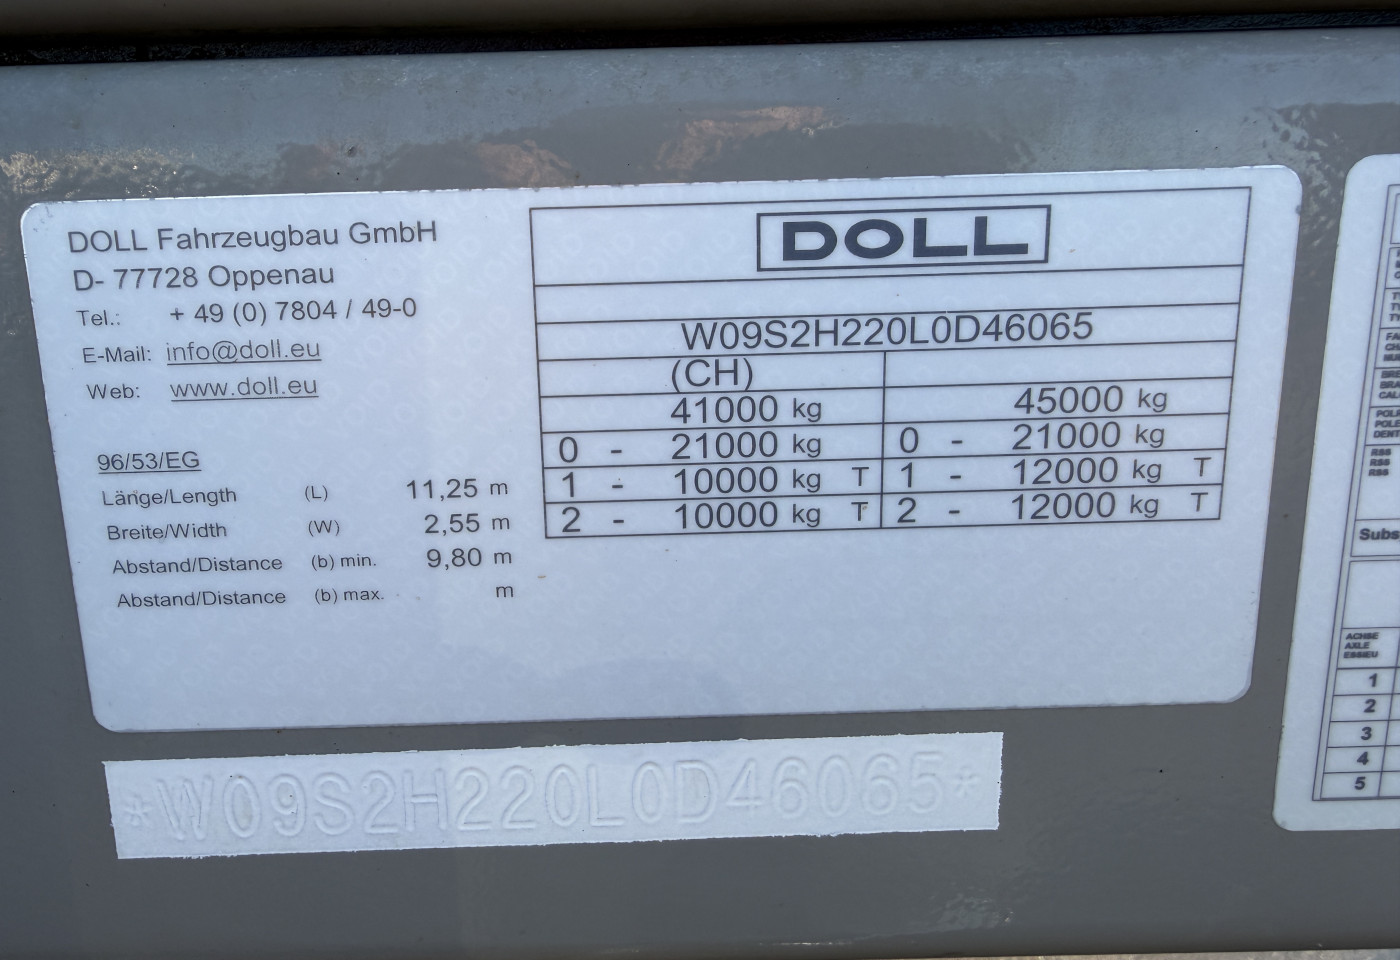 DOLL Fahrzeugbau GmbH
D- 77728 Oppenau
Tel.: + 49 (0) 7804 / 49-0
E-Mail: info@doll.eu
Web: www.doll.eu
96/53/EG
Länge/Length (L) 11,25 m
Breite/Width (W) 2,55 m
Abstand/Distance (b) min. 9,80 m
Abstand/Distance (b) max. m
DOLL
W09S2H220L0D46065
(CH)
41000 kg 45000 kg
0 - 21000 kg 0 - 21000 kg
1 - 10000 kg T 1 - 12000 kg T
2 - 10000 kg T 2 - 12000 kg T
*W09S2H220L0D46065*
RSS
RSS
RSS
Subs
ACHSE
AXLE
ESSIEU
1
2
3
4
5